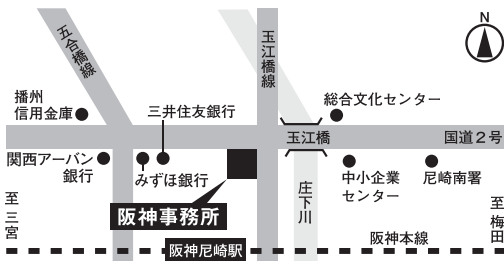 N
五合橋線
玉江橋線
播州
信用金庫
三井住友銀行
総合文化センター
玉江橋
国道２号
関西アーバン
銀行
みずほ銀行
中小企業
センター
尼崎南署
庄下川
至三宮
阪神事務所
至梅田
阪神本線
阪神尼崎駅